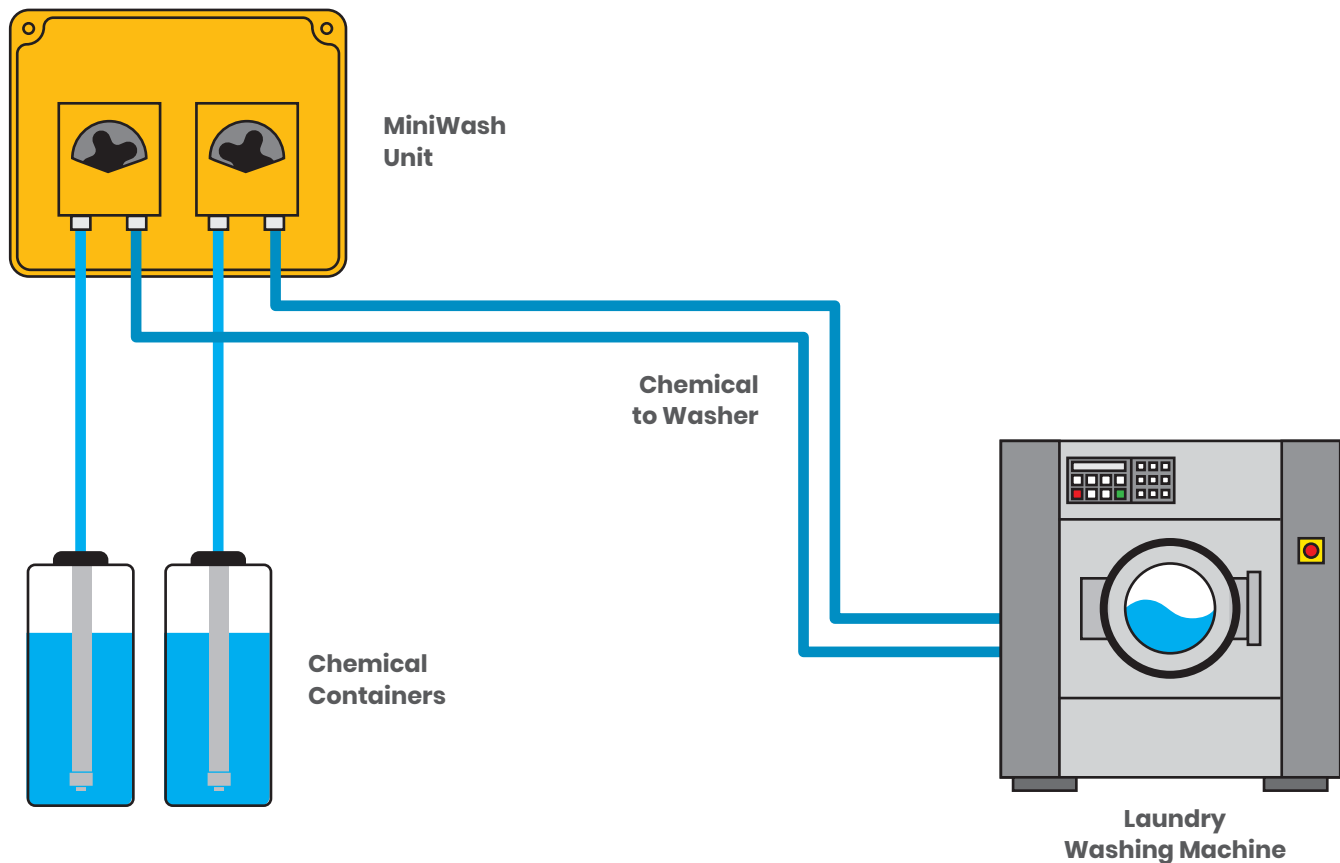 MiniWash
Unit
Chemical
to Washer
Chemical
Containers
Laundry
Washing Machine